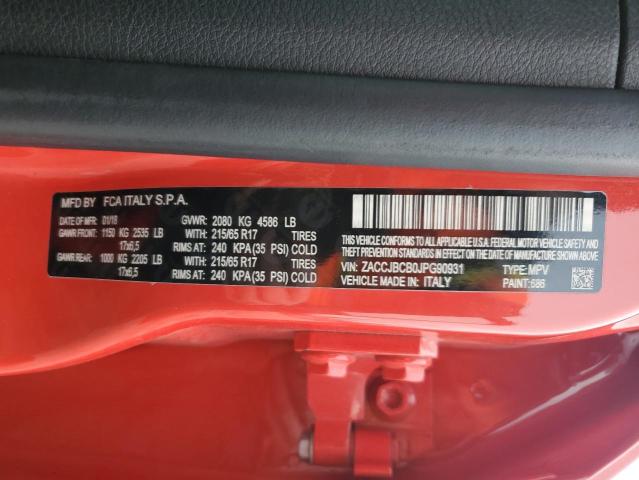 MFD BY FCA ITALY S.P.A.
DATE OF MFR: 01/18 GVWR: 2080 KG 4586 LB
GAWR FRONT: 1150 KG 2535 LB WITH 215/65 R17 TIRES
17x6,5 RIMS AT 240 KPA(35 PSI) COLD
GAWR REAR: 1000 KG 2205 LB WITH 215/65 R17 TIRES
17x6,5 RIMS AT 240 KPA(35 PSI) COLD
THIS VEHICLE CONFORMS TO ALL APPLICABLE U.S.A. FEDERAL MOTOR VEHICLE SAFETY, BUMPER, AND
THEFT PREVENTION STANDARDS IN EFFECT ON THE DATE OF MANUFACTURE SHOWN ABOVE
VIN: ZACCJBCB0JPG90931 TYPE: MPV
VEHICLE MADE IN: ITALY PAINT: 686